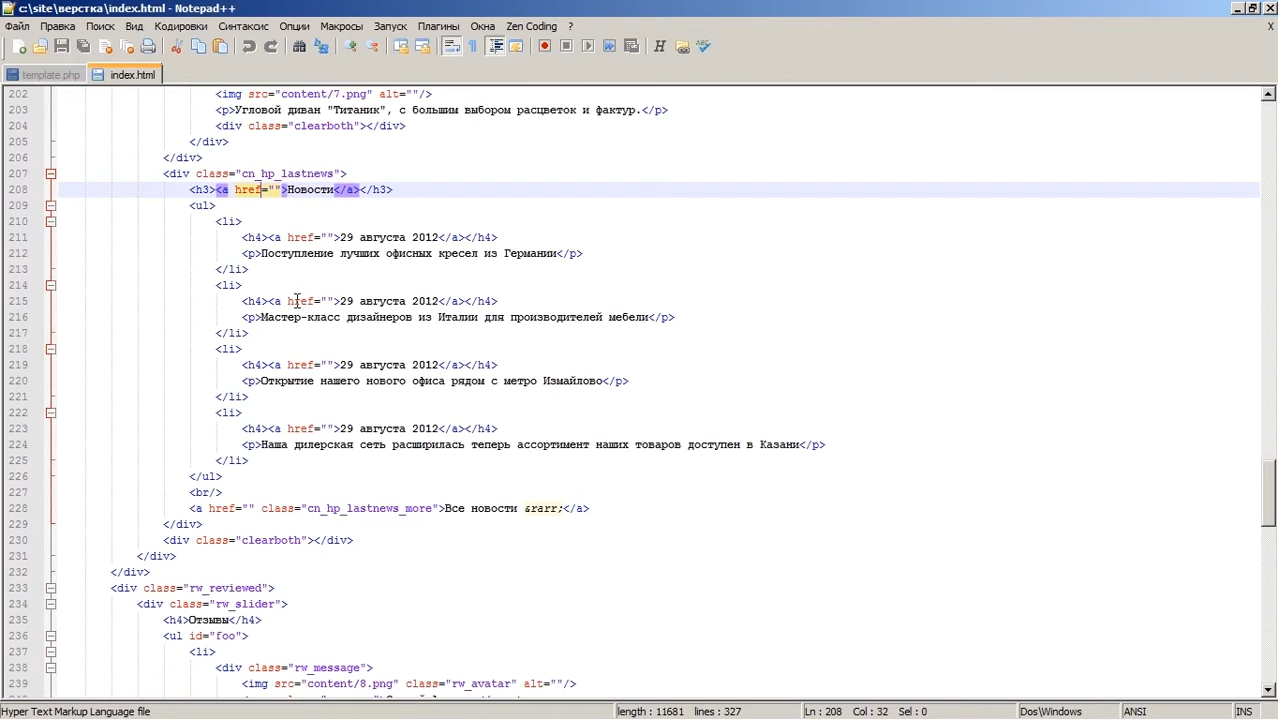 c:\site\верстка\index.html - Notepad++
Файл Правка Поиск Вид Кодировки Синтаксис Опции Макросы Запуск Плагины Окна Zen Coding ? X
template.php index.html
202 <img src="content/7.png" alt=""/>
203 <p>Угловой диван "Титаник", с большим выбором расцветок и фактур.</p>
204 <div class="clearboth"></div>
205 </div>
206 </div>
207 <div class="cn_hp_lastnews">
208 <h3><a href="">Новости</a></h3>
209 <ul>
210 <li>
211 <h4><a href="">29 августа 2012</a></h4>
212 <p>Поступление лучших офисных кресел из Германии</p>
213 </li>
214 <li>
215 <h4><a href="">29 августа 2012</a></h4>
216 <p>Мастер-класс дизайнеров из Италии для производителей мебели</p>
217 </li>
218 <li>
219 <h4><a href="">29 августа 2012</a></h4>
220 <p>Открытие нашего нового офиса рядом с метро Измайлово</p>
221 </li>
222 <li>
223 <h4><a href="">29 августа 2012</a></h4>
224 <p>Наша дилерская сеть расширилась теперь ассортимент наших товаров доступен в Казани</p>
225 </li>
226 </ul>
227 <br/>
228 <a href="" class="cn_hp_lastnews_more">Все новости &rarr;</a>
229 </div>
230 <div class="clearboth"></div>
231 </div>
232 </div>
233 <div class="rw_reviewed">
234 <div class="rw_slider">
235 <h4>Отзывы</h4>
236 <ul id="foo">
237 <li>
238 <div class="rw_message">
239 <img src="content/8.png" class="rw_avatar" alt=""/>
Hyper Text Markup Language file length : 11681 lines : 327 Ln : 208 Col : 32 Sel : 0 Dos\Windows ANSI INS